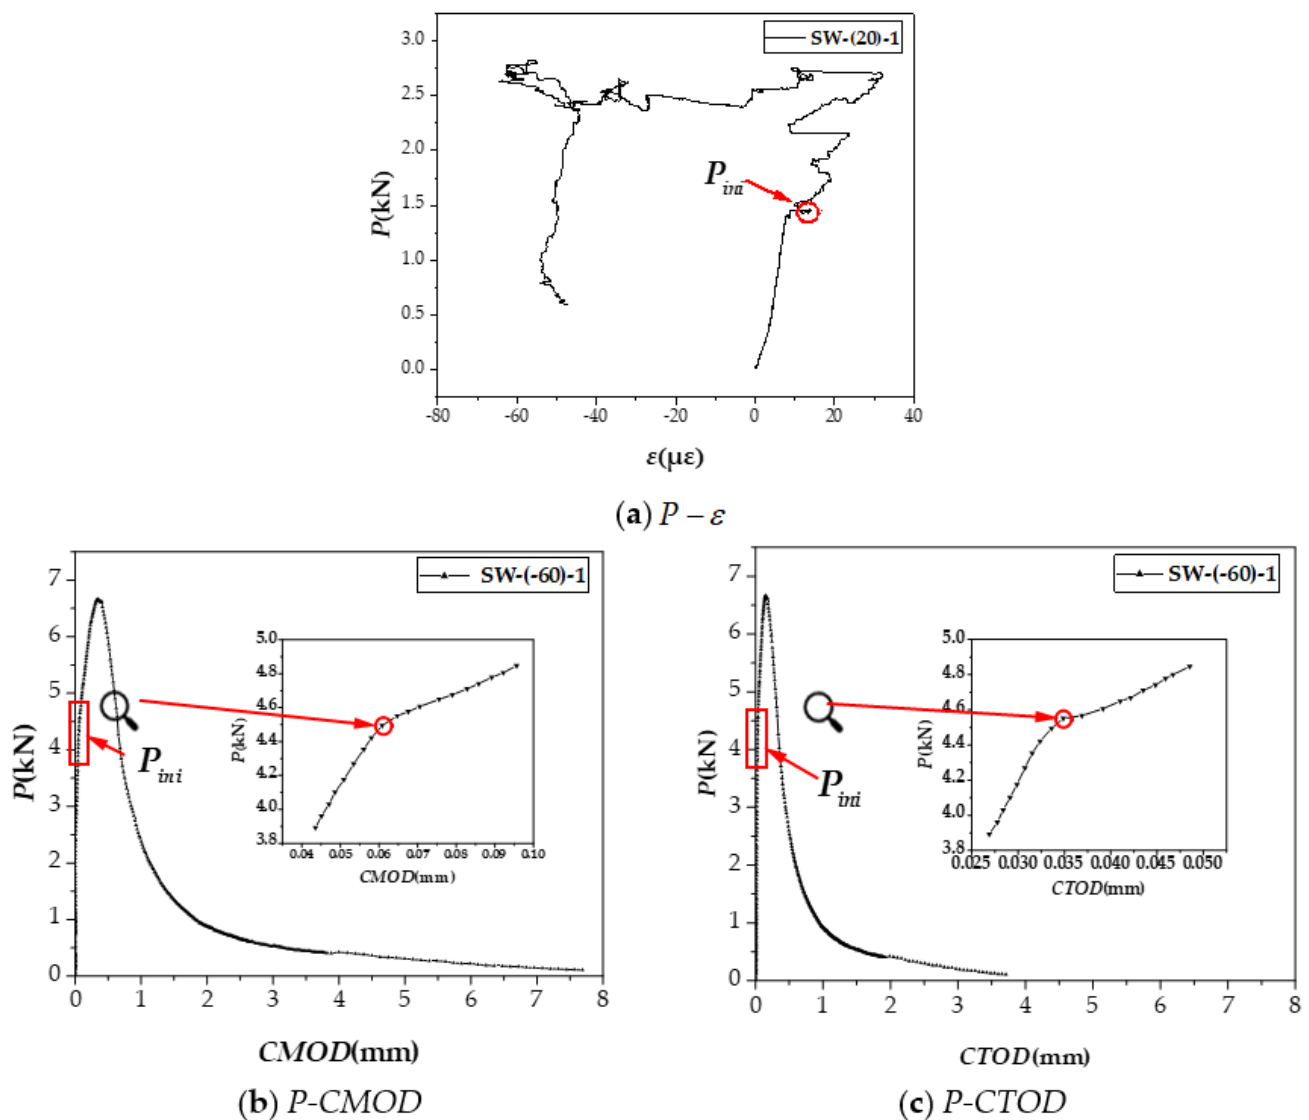 SW-(20)-1
3.0
2.5
2.0
1.5
1.0
0.5
0.0
P(kN)
P_ini
-80 -60 -40 -20 0 20 40
ε(με)
(a) P – ε
SW-(-60)-1
7
6
5
4
3
2
1
0
P(kN)
P_ini
5.0
4.8
4.6
4.5
4.2
4.0
3.8
P(kN)
0.04 0.05 0.06 0.07 0.08 0.09 0.10
CMOD(mm)
0 1 2 3 4 5 6 7 8
CMOD(mm)
(b) P-CMOD
SW-(-60)-1
7
6
5
4
3
2
1
0
P(kN)
P_ini
5.0
4.8
4.6
4.4
4.2
4.0
3.8
P(kN)
0.025 0.030 0.035 0.040 0.045 0.050
CTOD(mm)
0 1 2 3 4 5 6 7 8
CTOD(mm)
(c) P-CTOD